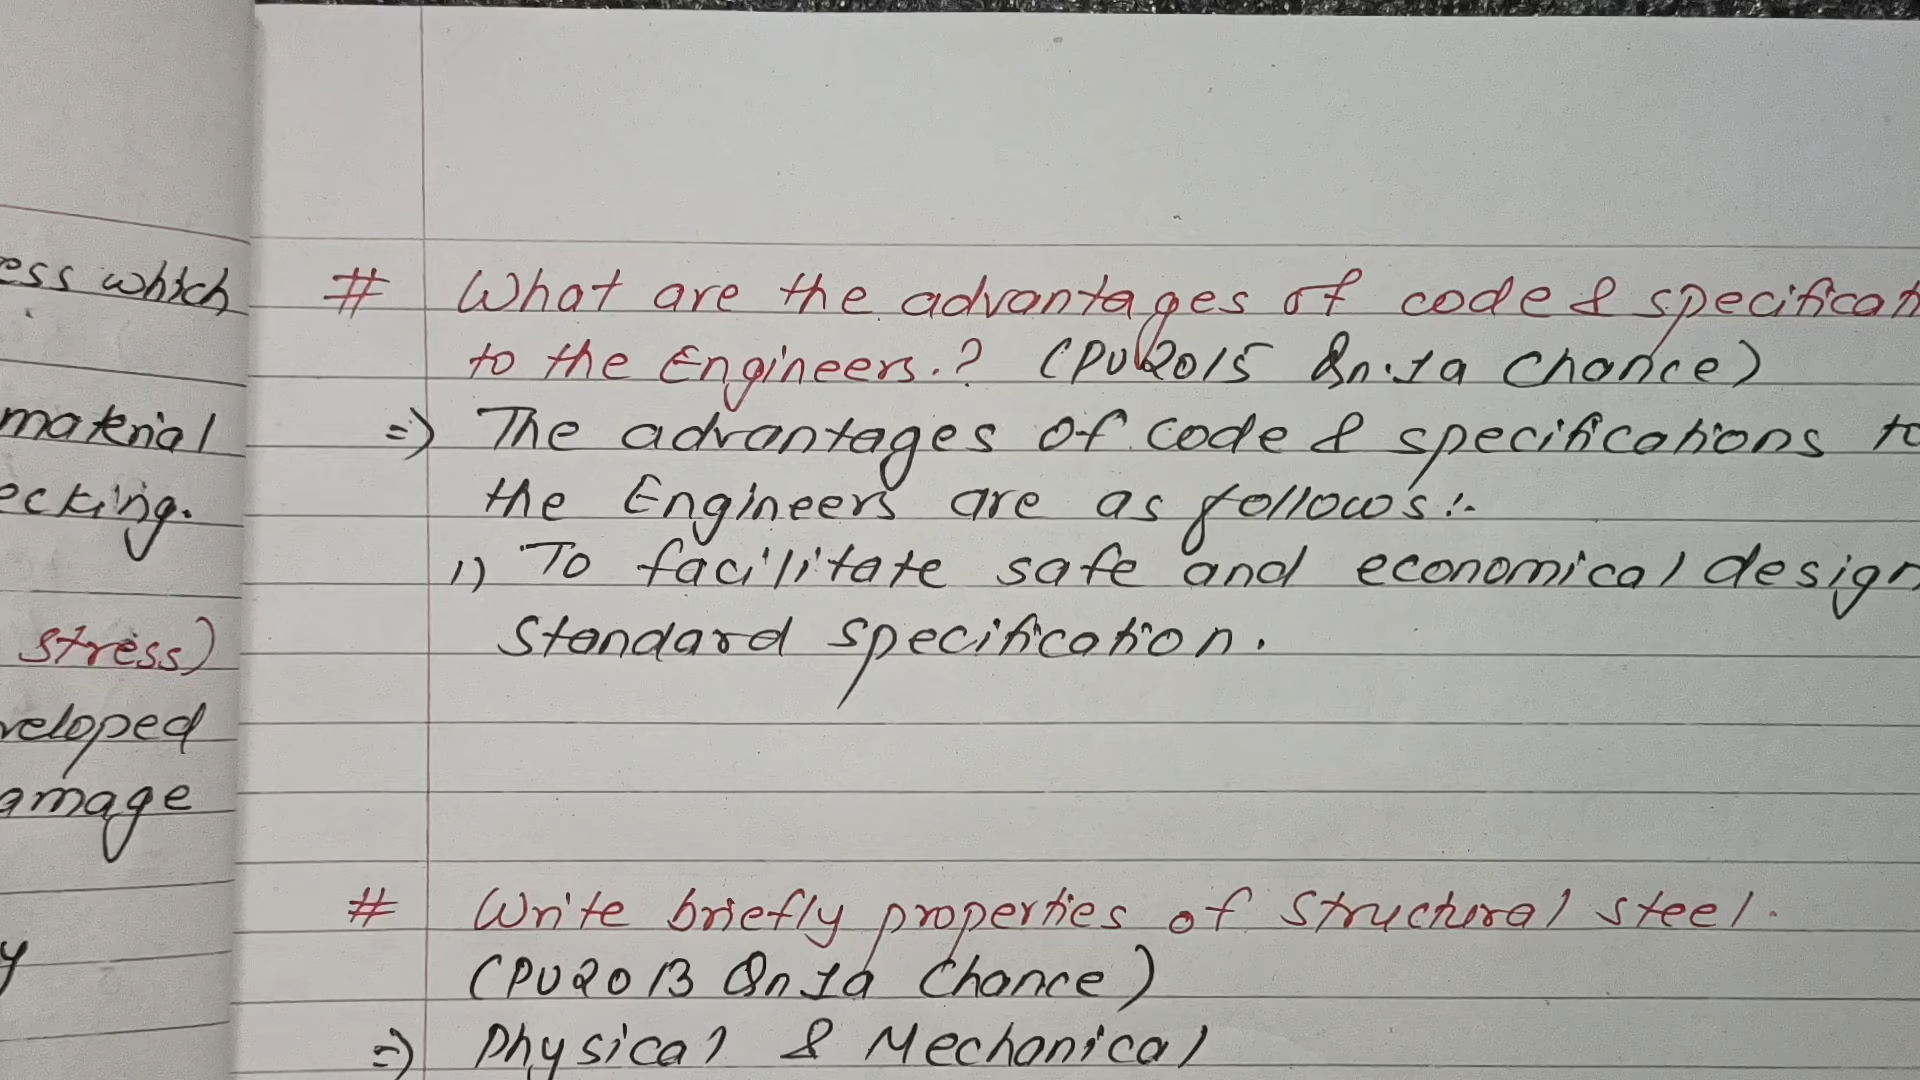 ess which
material
ecking.
stress)
veloped
amage
y
# What are the advantages of code & specificati
to the Engineers.? (PU2015 Qn.1a Chance)
=) The advantages of code & specifications to
the Engineers are as follows:-
1) To facilitate safe and economical design
Standard specification.
# Write briefly properties of structural steel.
(PU2013 Qn 1a Chance)
=) Physical & Mechanical